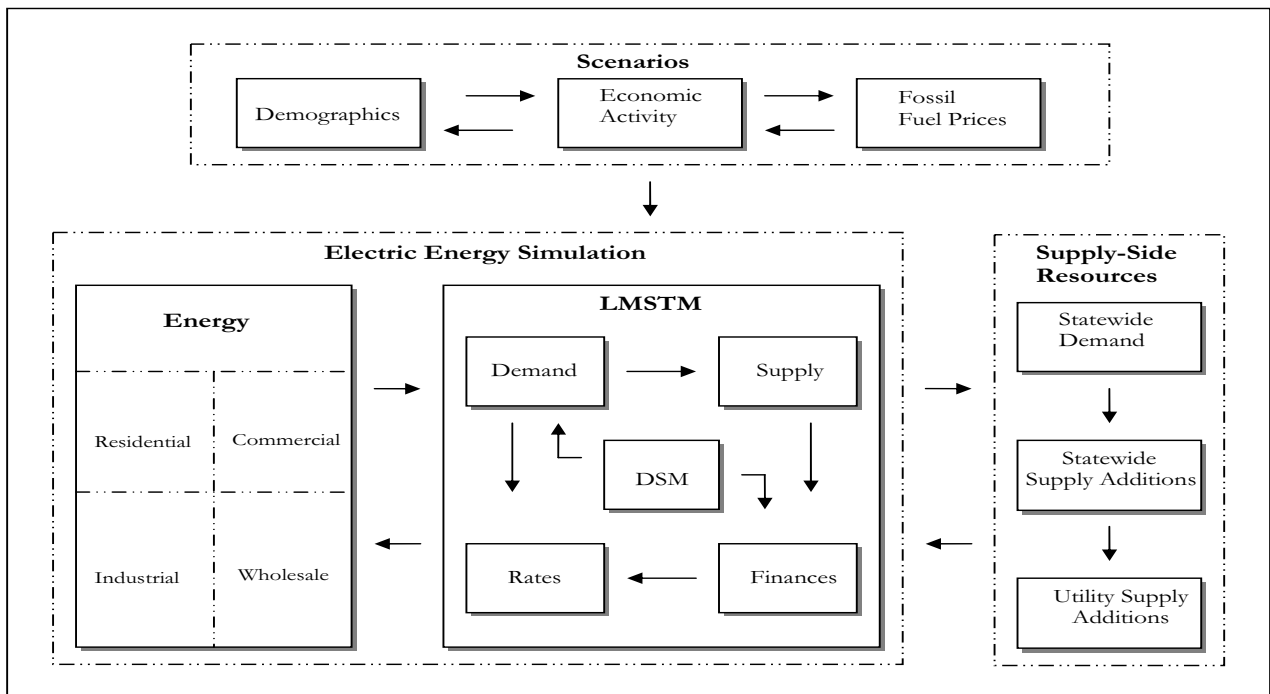 Scenarios
Demographics
Economic
Activity
Fossil
Fuel Prices
Electric Energy Simulation
Energy
Residential
Commercial
Industrial
Wholesale
LMSTM
Demand
Supply
DSM
Rates
Finances
Supply-Side
Resources
Statewide
Demand
Statewide
Supply Additions
Utility Supply
Additions